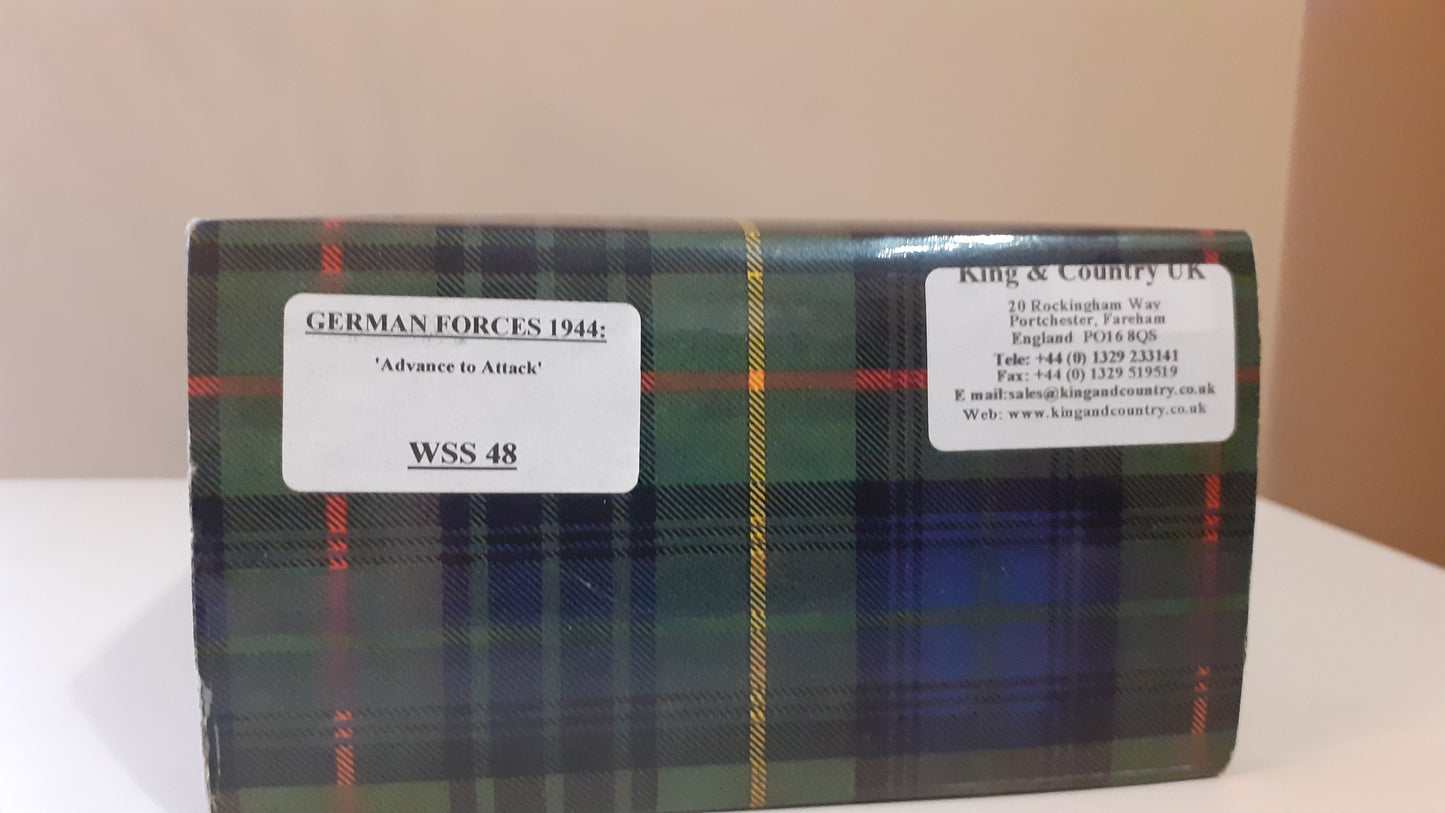 GERMAN FORCES 1944:
'Advance to Attack'
WSS 48
King & Country UK
20 Rockingham Way
Portchester, Fareham
England PO16 8QS
Tele: +44 (0) 1329 233141
Fax: +44 (0) 1329 519519
E mail:sales@kingandcountry.co.uk
Web: www.kingandcountry.co.uk